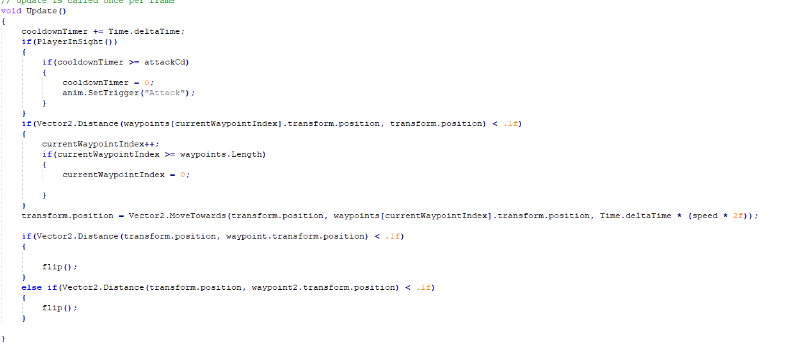 // Update is called once per frame
void Update()
{
cooldownTimer += Time.deltaTime;
if(PlayerInSight())
{
if(cooldownTimer >= attackCd)
{
cooldownTimer = 0;
anim.SetTrigger("Attack");
}
}
if(Vector2.Distance(waypoints[currentWaypointIndex].transform.position, transform.position) < .1f)
{
currentWaypointIndex++;
if(currentWaypointIndex >= waypoints.Length)
{
currentWaypointIndex = 0;
}
}
transform.position = Vector2.MoveTowards(transform.position, waypoints[currentWaypointIndex].transform.position, Time.deltaTime * (speed * 2f));
if(Vector2.Distance(transform.position, waypoint.transform.position) < .1f)
{
flip();
}
else if(Vector2.Distance(transform.position, waypoint2.transform.position) < .1f)
{
flip();
}
}